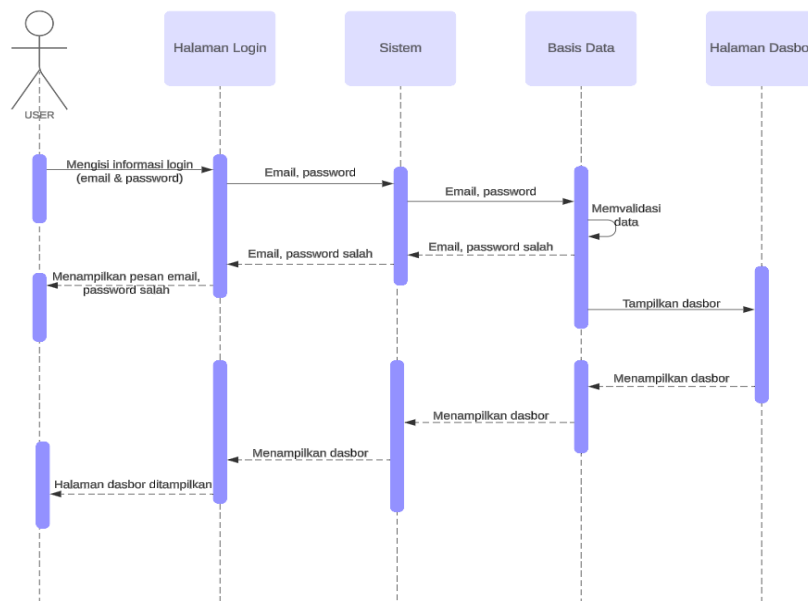 Halaman Login
Sistem
Basis Data
Halaman Dasbo
USER
Mengisi informasi login
(email & password)
Email, password
Email, password
Memvalidasi
data
Email, password salah
Email, password salah
Menampilkan pesan email,
password salah
Tampilkan dasbor
Menampilkan dasbor
Menampilkan dasbor
Menampilkan dasbor
Halaman dasbor ditampilkan